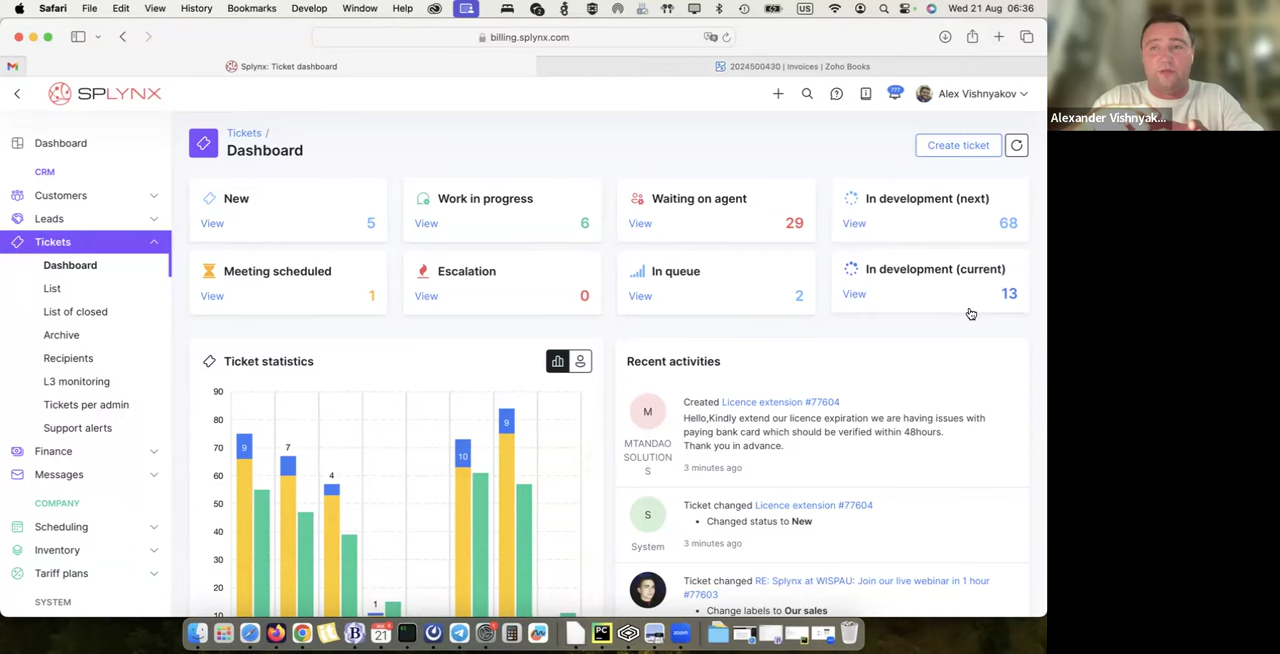 Safari File Edit View History Bookmarks Develop Window Help US Wed 21 Aug 06:36
billing.splynx.com
Splynx: Ticket dashboard
2024500430 | Invoices | Zoho Books
SPLYNX
777
Alex Vishnyakov
Alexander Vishnyak...
Dashboard
CRM
Customers
Leads
Tickets
Dashboard
List
List of closed
Archive
Recipients
L3 monitoring
Tickets per admin
Support alerts
Finance
Messages
COMPANY
Scheduling
Inventory
Tariff plans
SYSTEM
Tickets /
Dashboard
Create ticket
New
View 5
Work in progress
View 6
Waiting on agent
View 29
In development (next)
View 68
Meeting scheduled
View 1
Escalation
View 0
In queue
View 2
In development (current)
View 13
Ticket statistics
90
80
70
60
50
40
30
20
10
9
7
4
1
10
9
Recent activities
M
MTANDAO
SOLUTION
S
Created Licence extension #77604
Hello,Kindly extend our licence expiration we are having issues with
paying bank card which should be verified within 48hours.
Thank you in advance.
3 minutes ago
S
System
Ticket changed Licence extension #77604
• Changed status to New
3 minutes ago
Ticket changed RE: Splynx at WISPAU: Join our live webinar in 1 hour
#77603
• Change labels to Our sales
21
PC
zoom